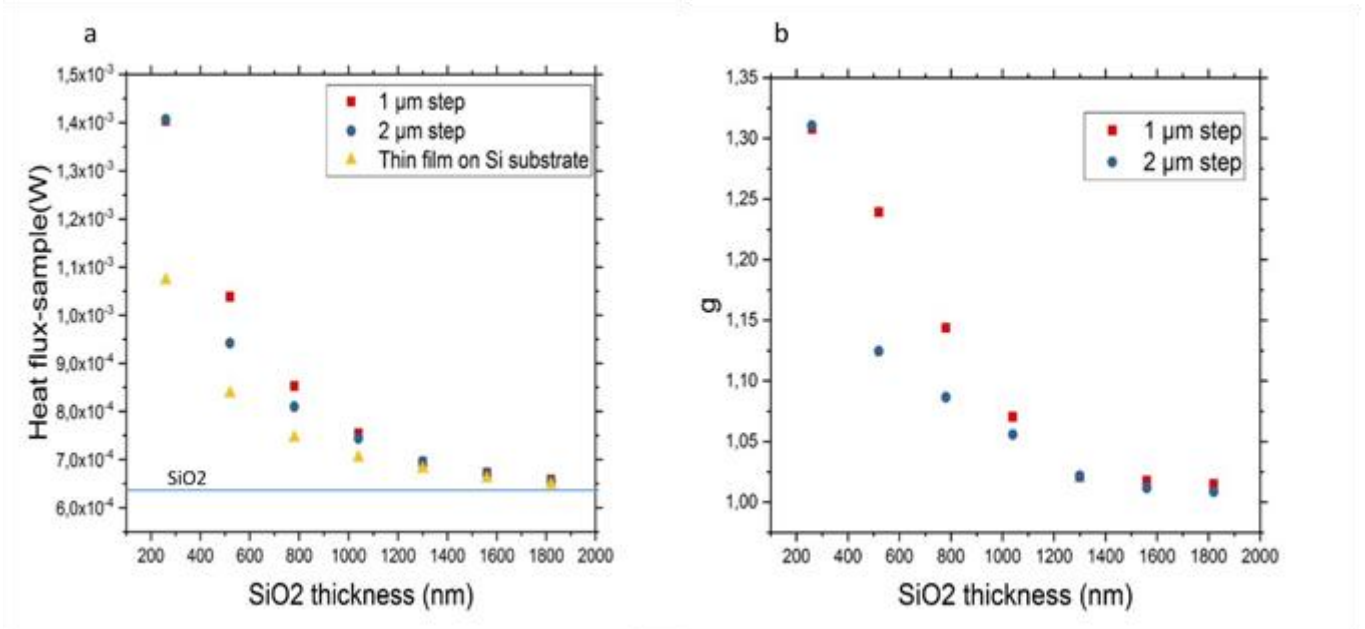 a
1,5x10⁻³
1,4x10⁻³
1,3x10⁻³
1,2x10⁻³
1,1x10⁻³
1,0x10⁻³
9,0x10⁻⁴
8,0x10⁻⁴
7,0x10⁻⁴
6,0x10⁻⁴
Heat flux-sample(W)
1 µm step
2 µm step
Thin film on Si substrate
SiO2
200 400 600 800 1000 1200 1400 1600 1800 2000
SiO2 thickness (nm)
b
1,35
1,30
1,25
1,20
1,15
1,10
1,05
1,00
g
1 µm step
2 µm step
200 400 600 800 1000 1200 1400 1600 1800 2000
SiO2 thickness (nm)